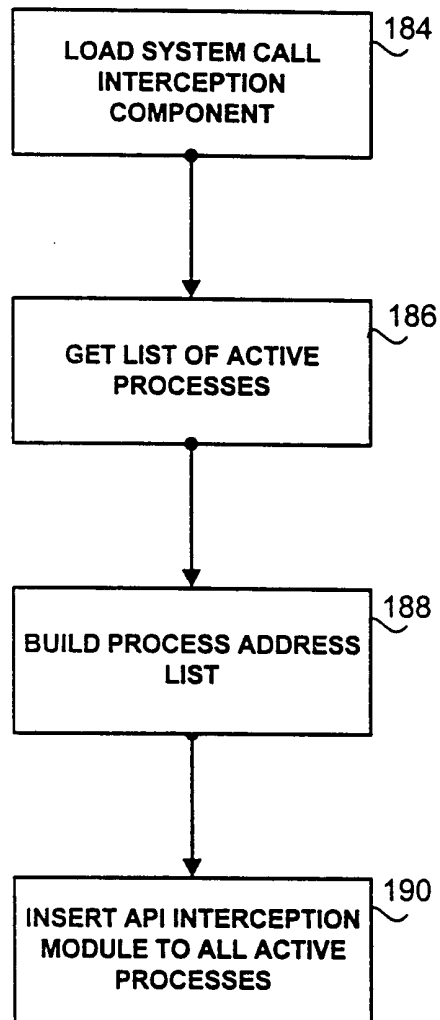 184
LOAD SYSTEM CALL
INTERCEPTION
COMPONENT
186
GET LIST OF ACTIVE
PROCESSES
188
BUILD PROCESS ADDRESS
LIST
190
INSERT API INTERCEPTION
MODULE TO ALL ACTIVE
PROCESSES